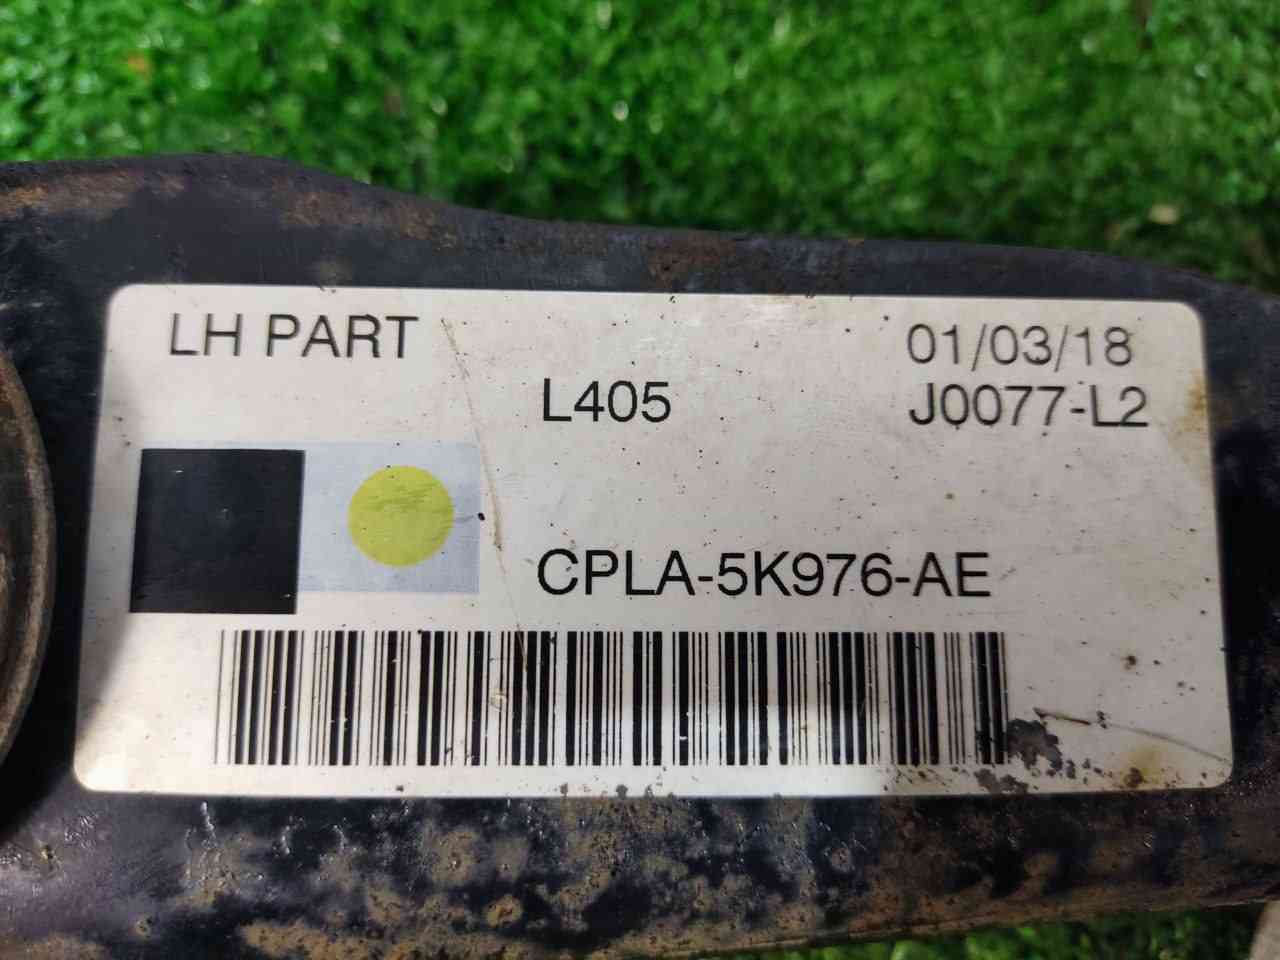 LH PART
01/03/18
L405
J0077-L2
CPLA-5K976-AE